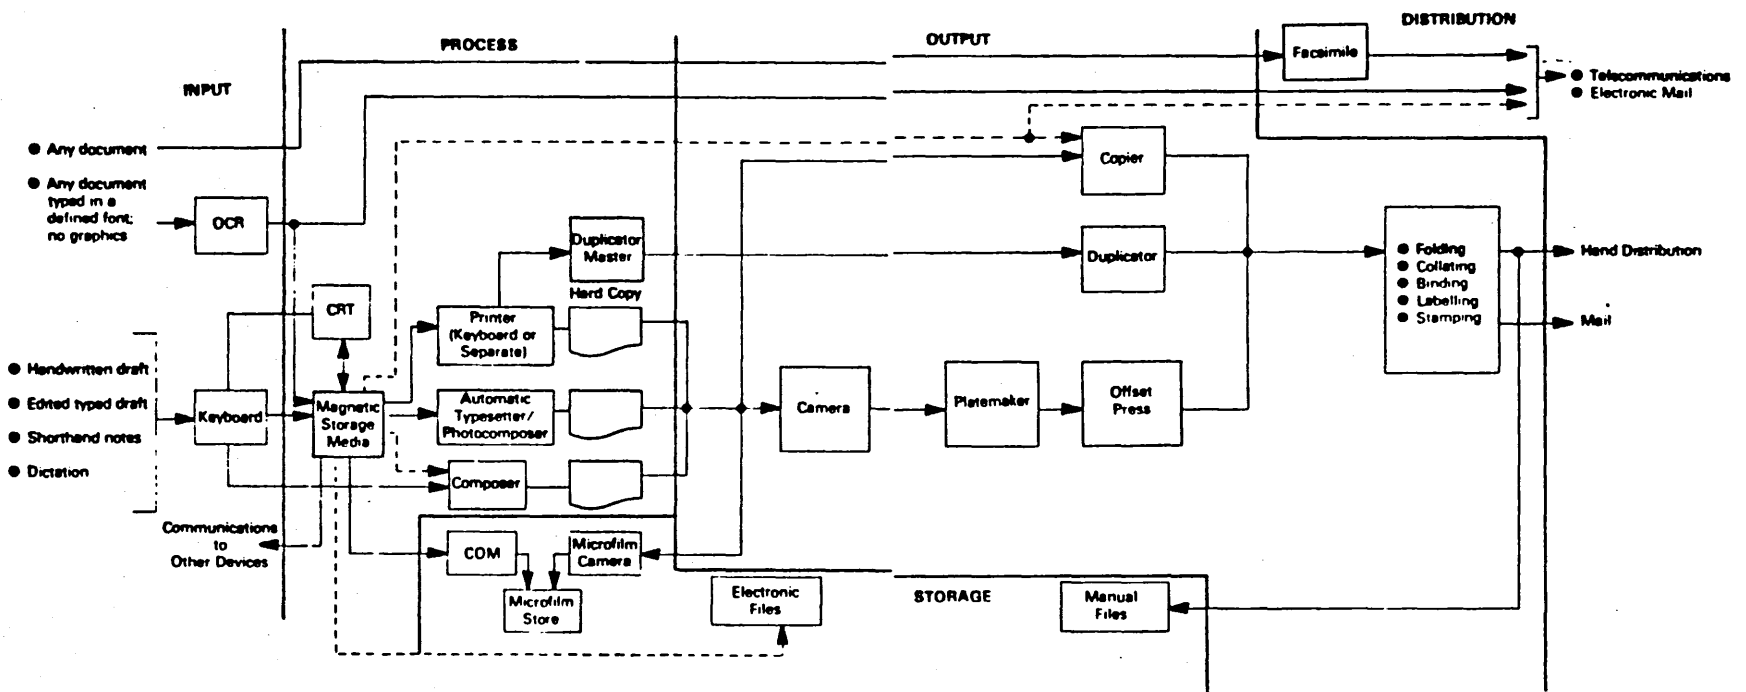 DISTRIBUTION
PROCESS
OUTPUT
INPUT
Facsimile
● Telecommunications
● Electronic Mail
● Any document
● Any document
typed in a
defined font;
no graphics
OCR
Copier
Duplicator
Master
Duplicator
● Folding
● Collating
● Binding
● Labelling
● Stamping
Hand Distribution
Mail
Hard Copy
CRT
Printer
(Keyboard or
Separate)
● Handwritten draft
● Edited typed draft
● Shorthand notes
● Dictation
Keyboard
Magnetic
Storage
Media
Automatic
Typesetter/
Photocomposer
Camera
Platemaker
Offset
Press
Composer
Communications
to
Other Devices
COM
Microfilm
Camera
Microfilm
Store
Electronic
Files
STORAGE
Manual
Files